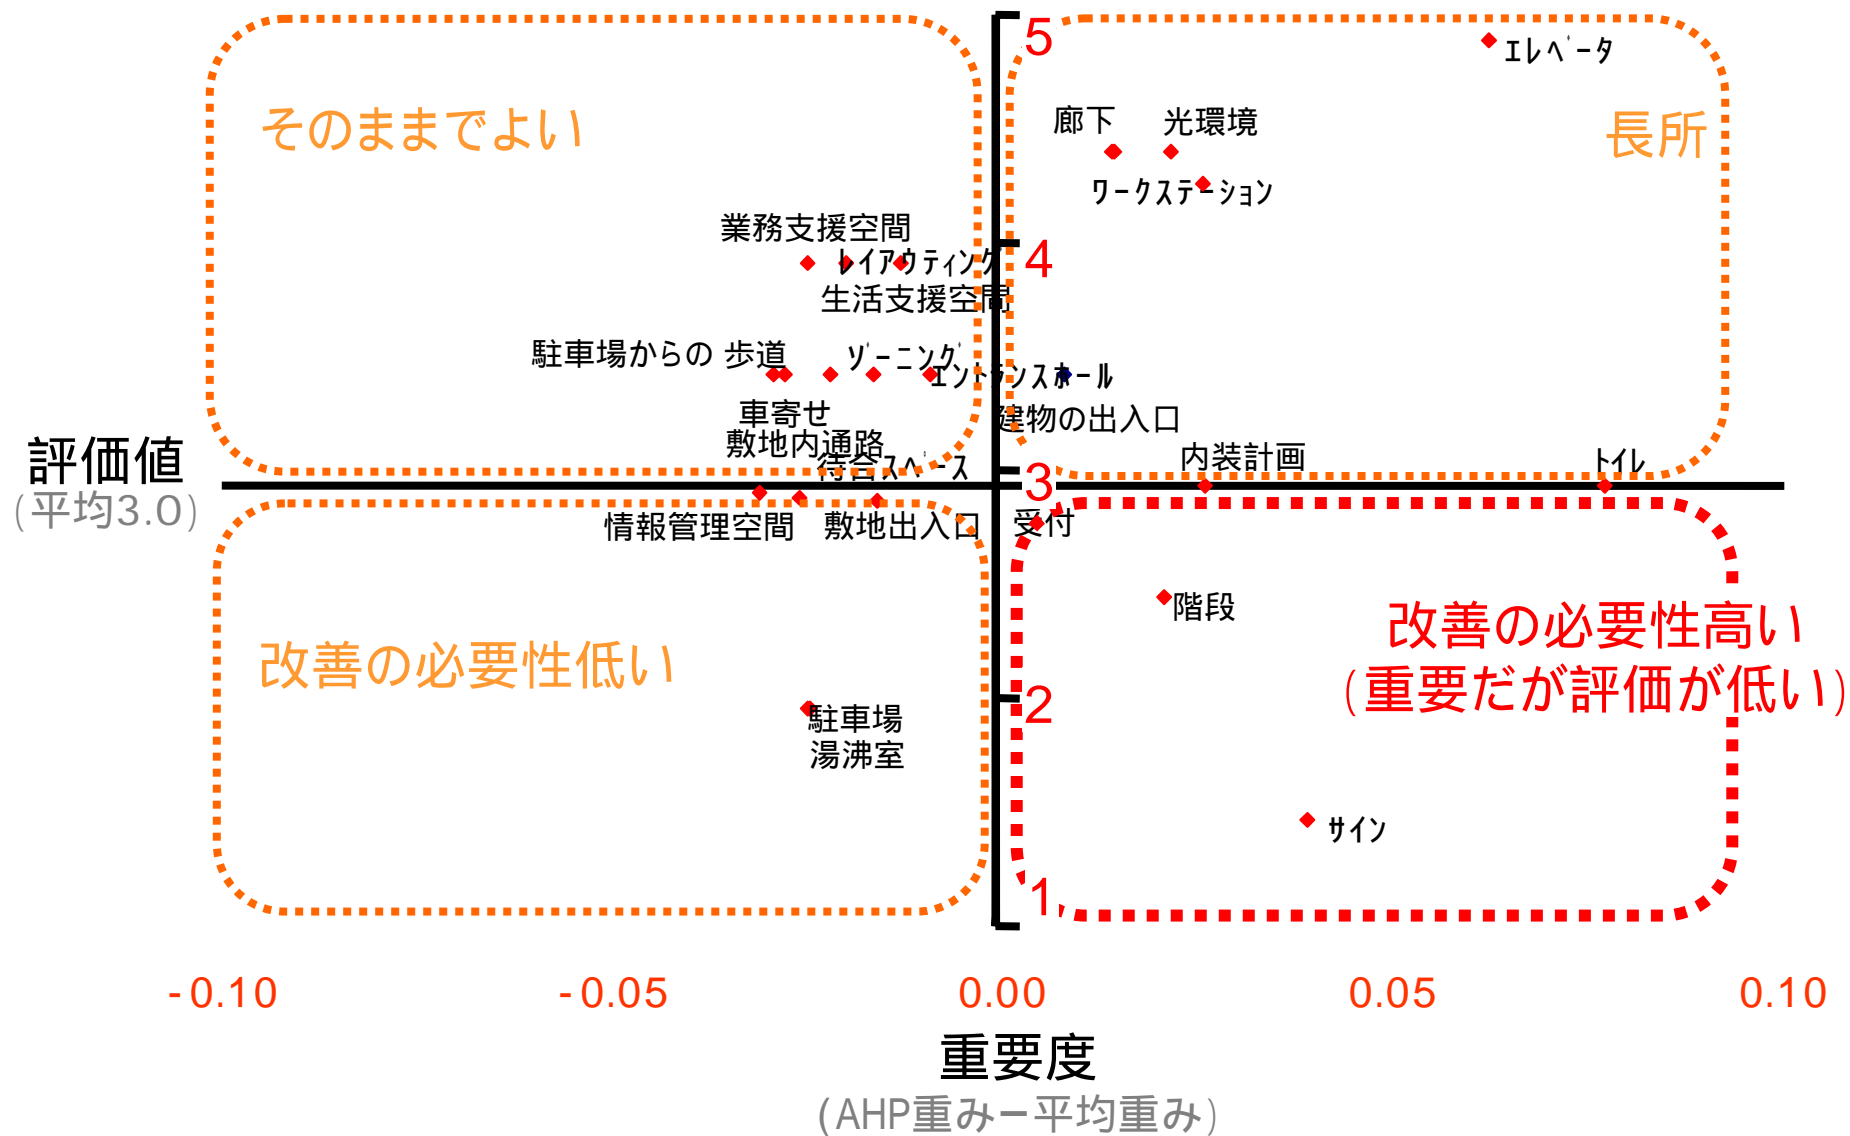 5
ｴﾚﾍﾞｰﾀ
そのままでよい
廊下
光環境
長所
ﾜｰｸｽﾃｰｼｮﾝ
業務支援空間
ﾚｲｱｳﾃｨﾝｸﾞ
4
生活支援空間
駐車場からの 歩道
ｿﾞｰﾆﾝｸﾞ
ｴﾝﾄﾗﾝｽﾎｰﾙ
車寄せ
建物の出入口
敷地内通路
待合ｽﾍﾟｰｽ
内装計画
ﾄｲﾚ
評価値
(平均3.0)
3
情報管理空間
敷地出入口
受付
階段
改善の必要性高い
(重要だが評価が低い)
改善の必要性低い
2
駐車場
湯沸室
ｻｲﾝ
1
-0.10
-0.05
0.00
0.05
0.10
重要度
(AHP重みー平均重み)